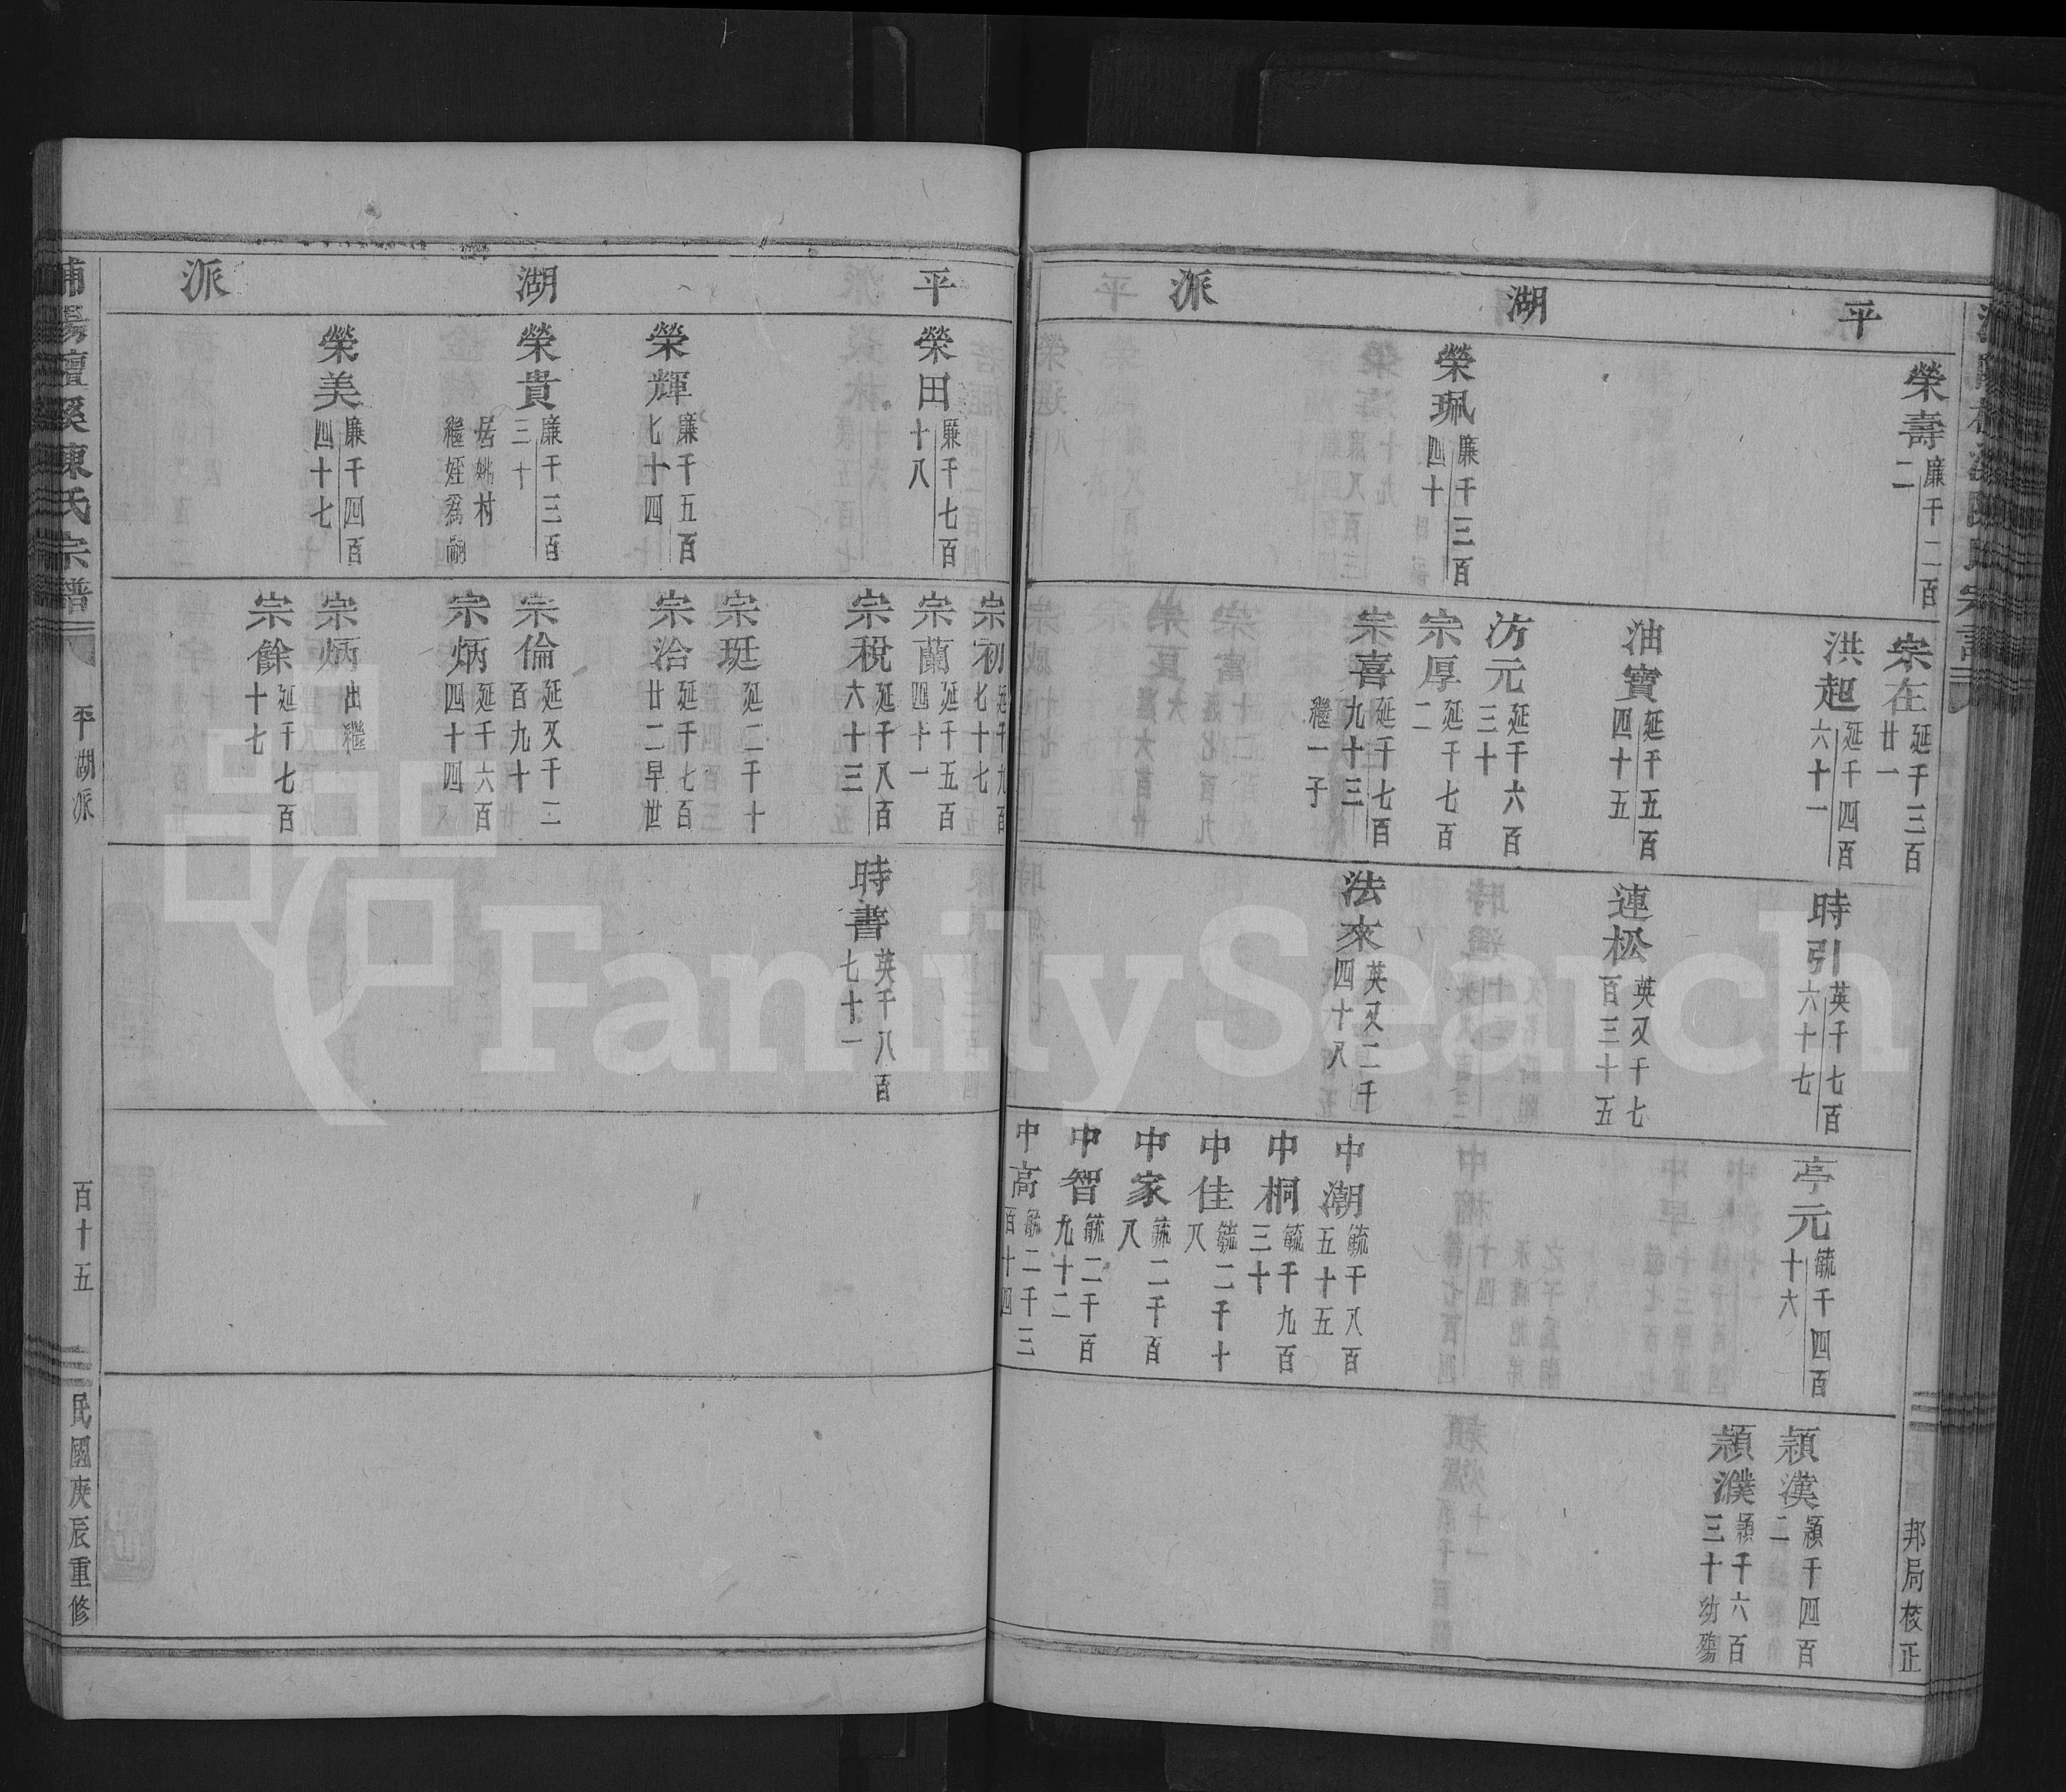 平湖派
榮壽 廉千二百二
榮珮 廉千三百四十
宗在 延千三百廿一
洪起 延千四百六十一
油寶 延千五百四十五
汸元 延千六百三十
宗厚 延千七百二
崇喜 延千七百九十三 繼一子
時引 英千七百六十七
連松 英又千七百三十五
法來 英又二千四十八
亭元 毓千四百十六
中潮 毓千八百五十五
中桐 毓千九百三十
中佳 毓二千十八
中家 毓二千百八
中智 毓二千百九十二
中高 毓二千三百十四
頴漢 頴千四百二
頴濮 頴千六百三十 幼殤
邦局校正
平湖派
榮田 廉千七百十八
榮輝 廉千五百七十四
榮貴 廉千三百三十 居姚村 繼姪爲嗣
榮美 廉千四百四十七
宗初 延千九百七十七
宗蘭 延千五百四十一
宗稅 延千八百六十三
宗珽 延二千十
宗洽 延千七百廿二早世
宗倫 延又千二百九十
宗炳 延千六百四十四
宗炳 出繼
宗餘 延千七百十七
時書 英千八百七十一
浦陽檀溪陳氏宗譜
平湖派
百十五
民國庚辰重修
FamilySearch